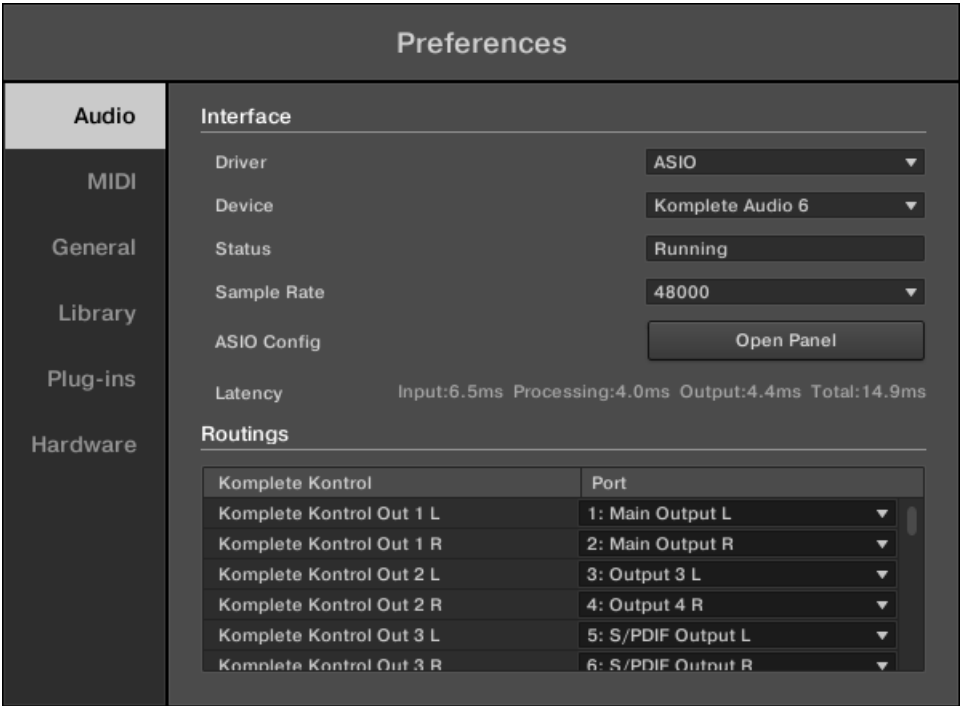 Preferences
Audio
MIDI
General
Library
Plug-ins
Hardware
Interface
Driver ASIO
Device Komplete Audio 6
Status Running
Sample Rate 48000
ASIO Config Open Panel
Latency Input:6.5ms Processing:4.0ms Output:4.4ms Total:14.9ms
Routings
Komplete Kontrol Port
Komplete Kontrol Out 1 L 1: Main Output L
Komplete Kontrol Out 1 R 2: Main Output R
Komplete Kontrol Out 2 L 3: Output 3 L
Komplete Kontrol Out 2 R 4: Output 4 R
Komplete Kontrol Out 3 L 5: S/PDIF Output L
Komplete Kontrol Out 3 R 6: S/PDIF Output R